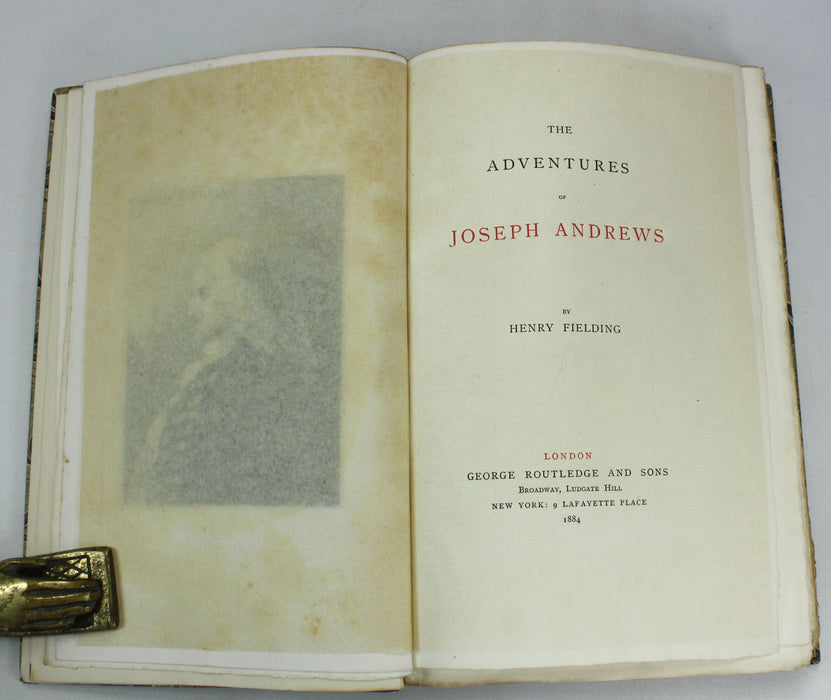 THE
ADVENTURES
OF
JOSEPH ANDREWS
BY
HENRY FIELDING
LONDON
GEORGE ROUTLEDGE AND SONS
BROADWAY, LUDGATE HILL
NEW YORK: 9 LAFAYETTE PLACE
1884